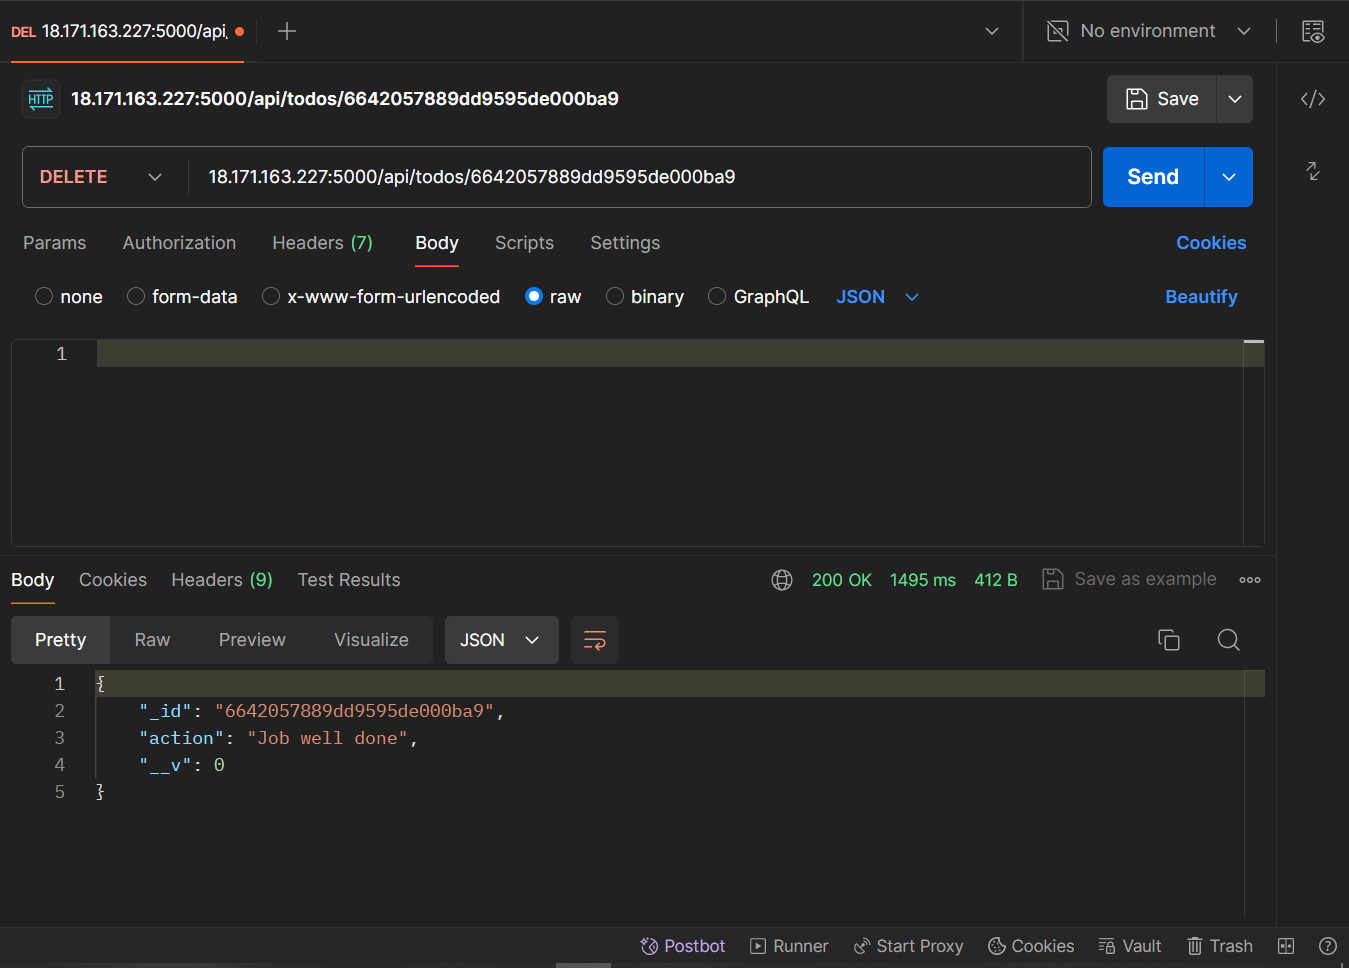 DEL 18.171.163.227:5000/api,
No environment
HTTP 18.171.163.227:5000/api/todos/6642057889dd9595de000ba9
Save
DELETE 18.171.163.227:5000/api/todos/6642057889dd9595de000ba9 Send
Params Authorization Headers (7) Body Scripts Settings Cookies
none form-data x-www-form-urlencoded raw binary GraphQL JSON Beautify
1
Body Cookies Headers (9) Test Results 200 OK 1495 ms 412 B Save as example
Pretty Raw Preview Visualize JSON
1 {
2 "_id": "6642057889dd9595de000ba9",
3 "action": "Job well done",
4 "__v": 0
5 }
Postbot Runner Start Proxy Cookies Vault Trash